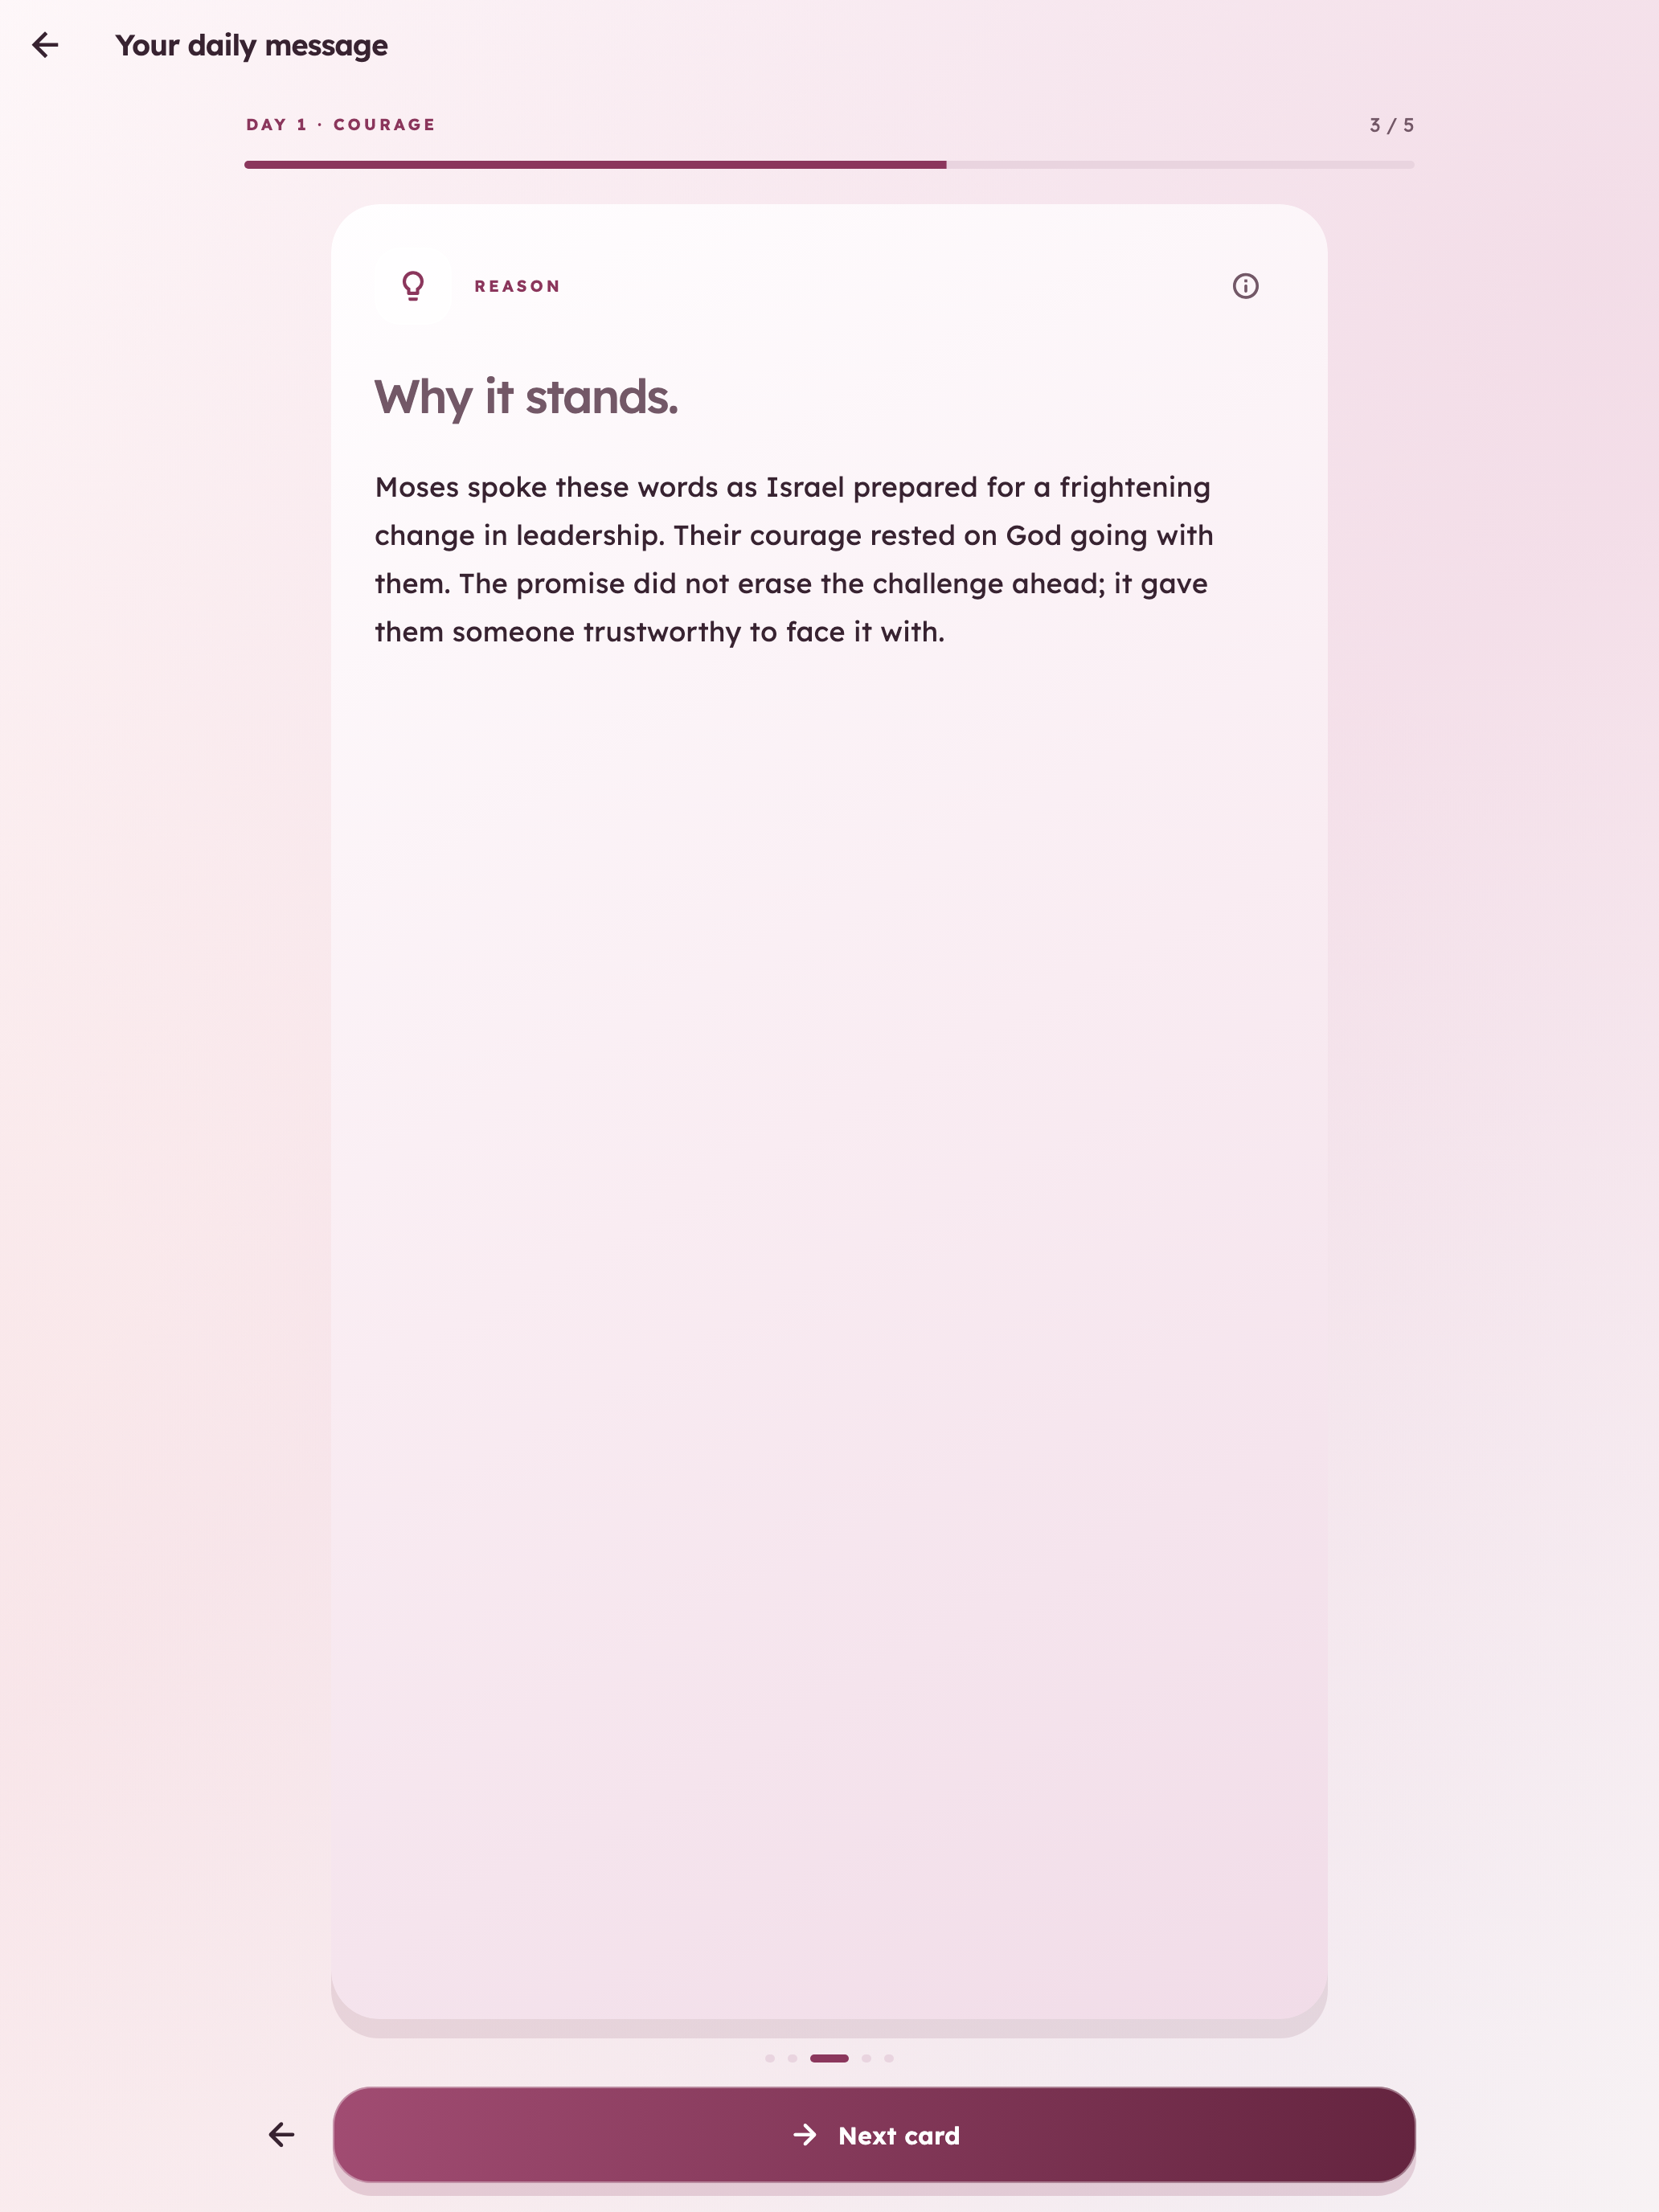 Your daily message
DAY 1 · COURAGE
3 / 5
REASON
Why it stands.
Moses spoke these words as Israel prepared for a frightening
change in leadership. Their courage rested on God going with
them. The promise did not erase the challenge ahead; it gave
them someone trustworthy to face it with.
Next card